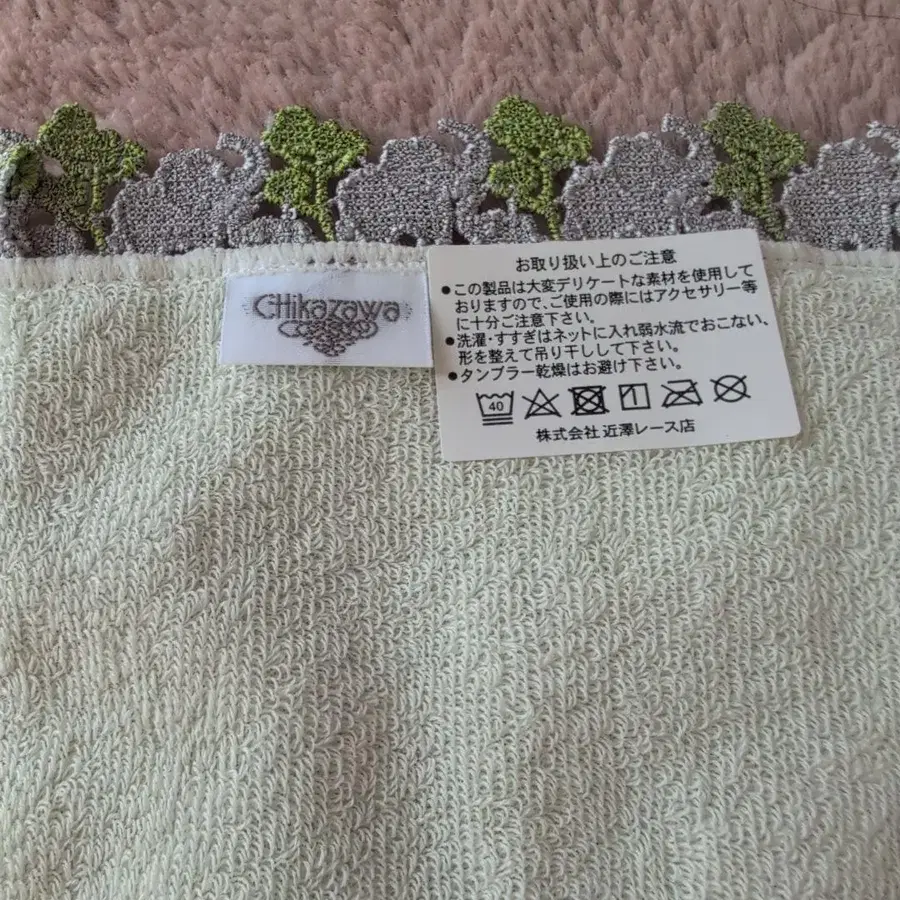 CHikazawa
お取り扱い上のご注意
●この製品は大変デリケートな素材を使用して
おりますので、ご使用の際にはアクセサリー等
に十分ご注意下さい。
●洗濯・すすぎはネットに入れ弱水流でおこない、
形を整えて吊り干しして下さい。
●タンブラー乾燥はお避け下さい。
40
株式会社 近澤レース店